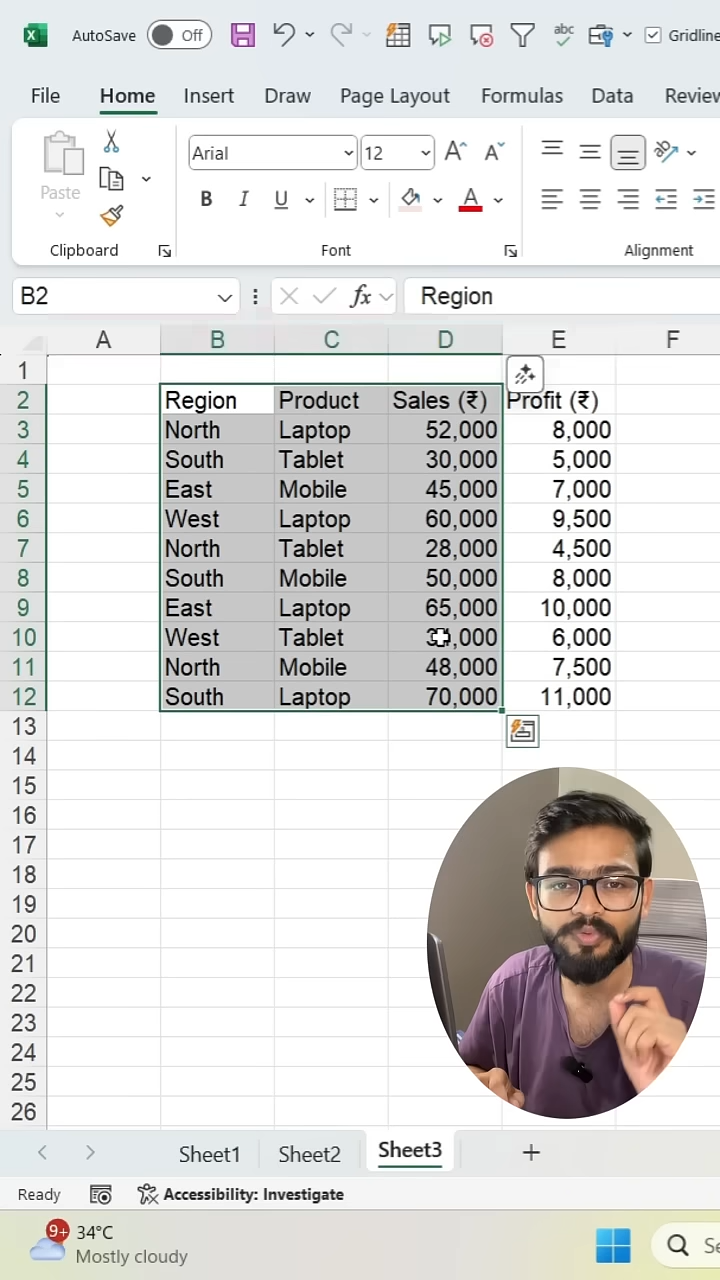 AutoSave Off Gridline
File Home Insert Draw Page Layout Formulas Data Review
Arial 12
Paste
B I U A
Clipboard Font Alignment
B2 fx Region
A B C D E F
1
2 Region Product Sales (₹) Profit (₹)
3 North Laptop 52,000 8,000
4 South Tablet 30,000 5,000
5 East Mobile 45,000 7,000
6 West Laptop 60,000 9,500
7 North Tablet 28,000 4,500
8 South Mobile 50,000 8,000
9 East Laptop 65,000 10,000
10 West Tablet 6,000
11 North Mobile 48,000 7,500
12 South Laptop 70,000 11,000
13
14
15
16
17
18
19
20
21
22
23
24
25
26
Sheet1 Sheet2 Sheet3
Ready Accessibility: Investigate
9+ 34°C
Mostly cloudy